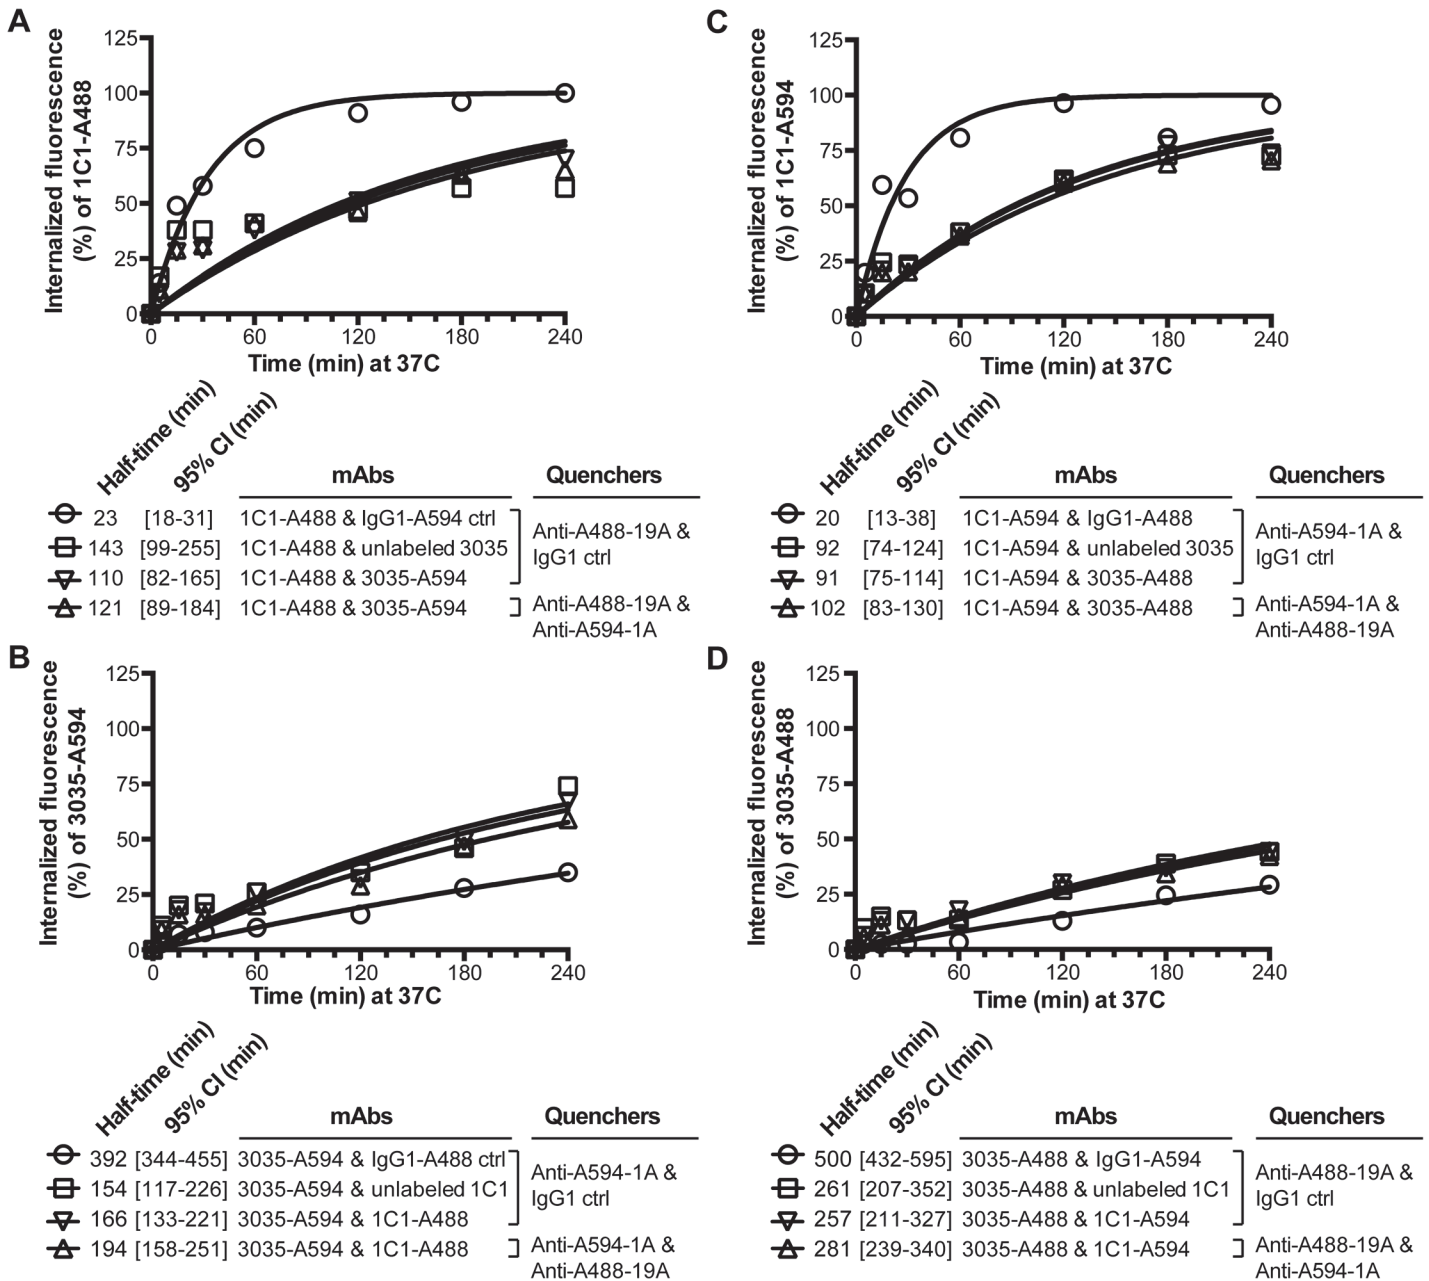 A
Internalized fluorescence
(%) of 1C1-A488
125
100
75
50
25
0
0 60 120 180 240
Time (min) at 37C
Half-time (min)
95% CI (min)
mAbs
Quenchers
23 [18-31] 1C1-A488 & IgG1-A594 ctrl
143 [99-255] 1C1-A488 & unlabeled 3035
110 [82-165] 1C1-A488 & 3035-A594
Anti-A488-19A &
IgG1 ctrl
121 [89-184] 1C1-A488 & 3035-A594
Anti-A488-19A &
Anti-A594-1A
C
Internalized fluorescence
(%) of 1C1-A594
125
100
75
50
25
0
0 60 120 180 240
Time (min) at 37C
Half-time (min)
95% CI (min)
mAbs
Quenchers
20 [13-38] 1C1-A594 & IgG1-A488
92 [74-124] 1C1-A594 & unlabeled 3035
91 [75-114] 1C1-A594 & 3035-A488
Anti-A594-1A &
IgG1 ctrl
102 [83-130] 1C1-A594 & 3035-A488
Anti-A594-1A &
Anti-A488-19A
B
Internalized fluorescence
(%) of 3035-A594
125
100
75
50
25
0
0 60 120 180 240
Time (min) at 37C
Half-time (min)
95% CI (min)
mAbs
Quenchers
392 [344-455] 3035-A594 & IgG1-A488 ctrl
154 [117-226] 3035-A594 & unlabeled 1C1
166 [133-221] 3035-A594 & 1C1-A488
Anti-A594-1A &
IgG1 ctrl
194 [158-251] 3035-A594 & 1C1-A488
Anti-A594-1A &
Anti-A488-19A
D
Internalized fluorescence
(%) of 3035-A488
125
100
75
50
25
0
0 60 120 180 240
Time (min) at 37C
Half-time (min)
95% CI (min)
mAbs
Quenchers
500 [432-595] 3035-A488 & IgG1-A594
261 [207-352] 3035-A488 & unlabeled 1C1
257 [211-327] 3035-A488 & 1C1-A594
Anti-A488-19A &
IgG1 ctrl
281 [239-340] 3035-A488 & 1C1-A594
Anti-A488-19A &
Anti-A594-1A